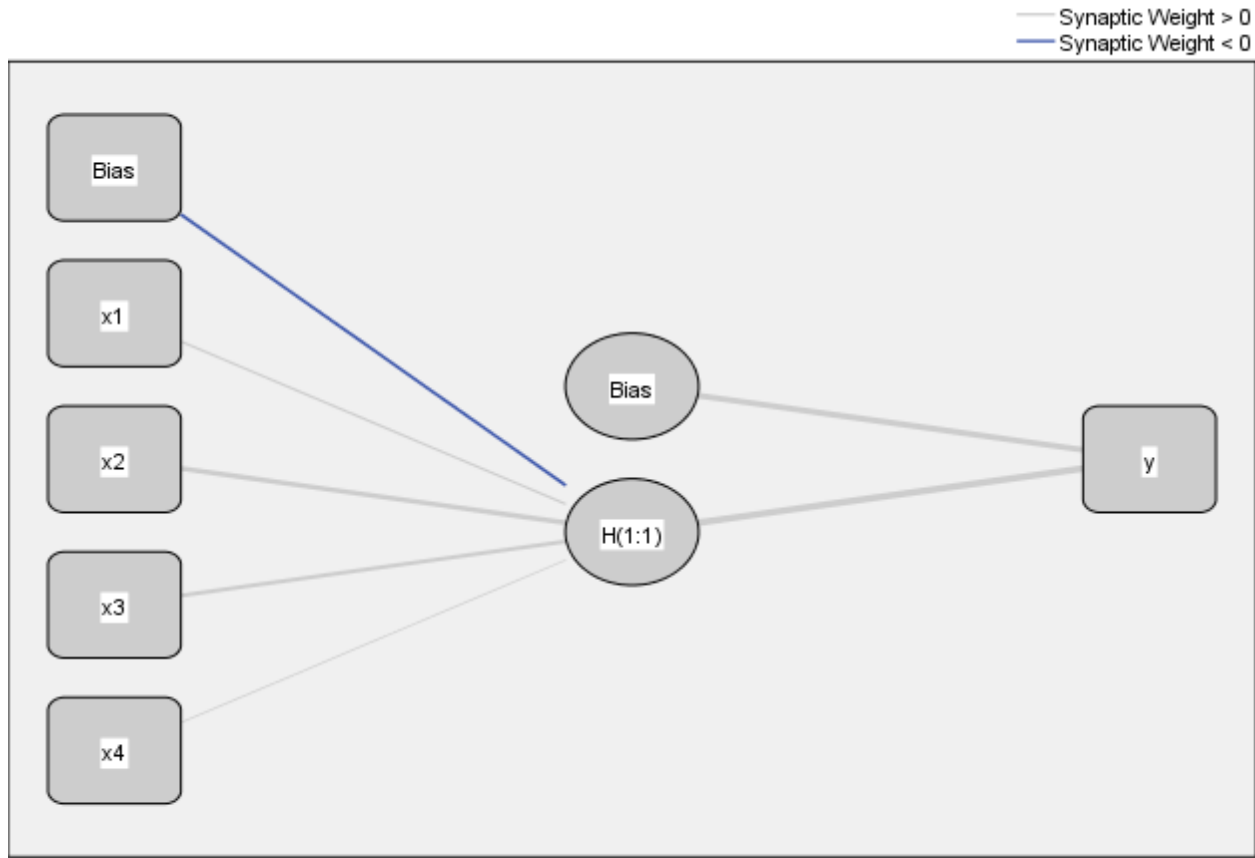 Synaptic Weight > 0
Synaptic Weight < 0
Bias
x1
Bias
x2
y
H(1:1)
x3
x4